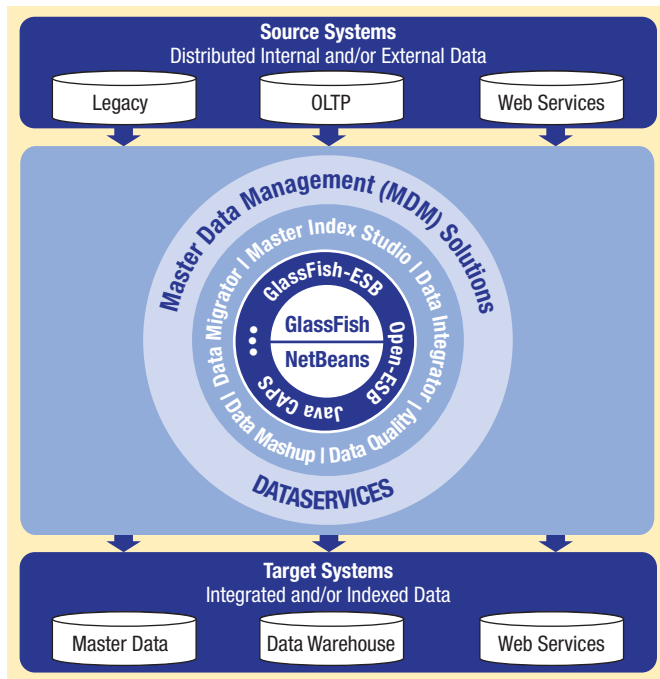 Source Systems
Distributed Internal and/or External Data
Legacy
OLTP
Web Services
Master Data Management (MDM) Solutions
Data Migrator | Master Index Studio | Data Integrator |
Data Mashup | Data Quality |
GlassFish-ESB
Open-ESB
Java CAPS
•••
GlassFish
NetBeans
DATASERVICES
Target Systems
Integrated and/or Indexed Data
Master Data
Data Warehouse
Web Services